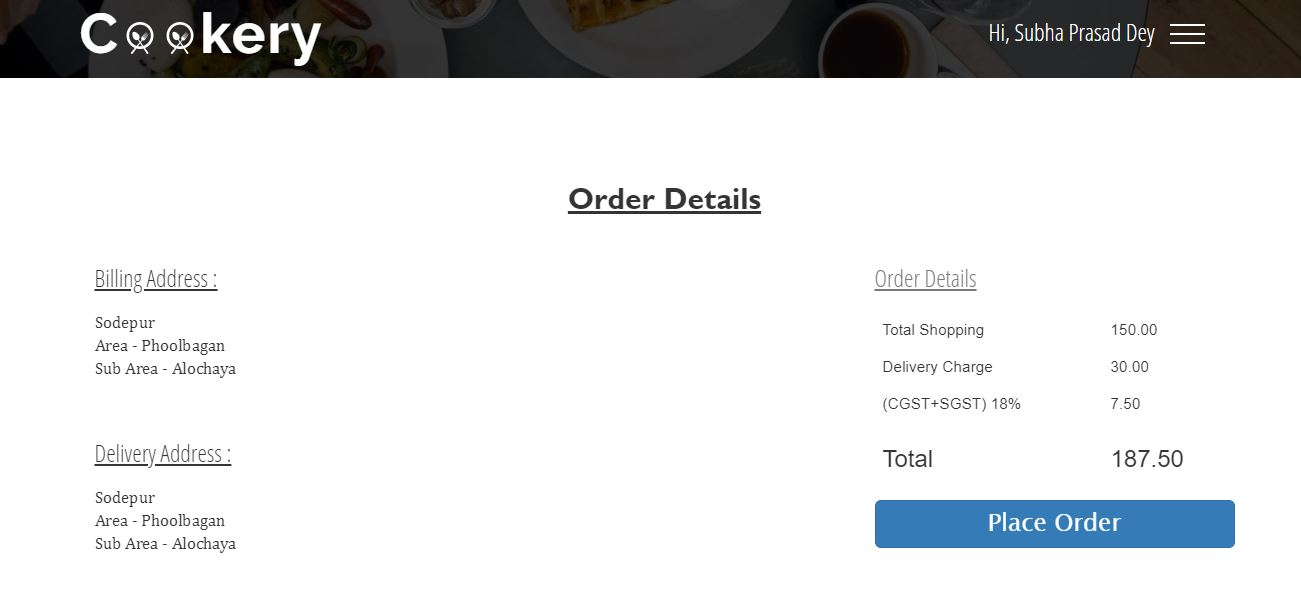 Cookery
Hi, Subha Prasad Dey
Order Details
Billing Address :
Sodepur
Area - Phoolbagan
Sub Area - Alochaya
Delivery Address :
Sodepur
Area - Phoolbagan
Sub Area - Alochaya
Order Details
Total Shopping 150.00
Delivery Charge 30.00
(CGST+SGST) 18% 7.50
Total 187.50
Place Order